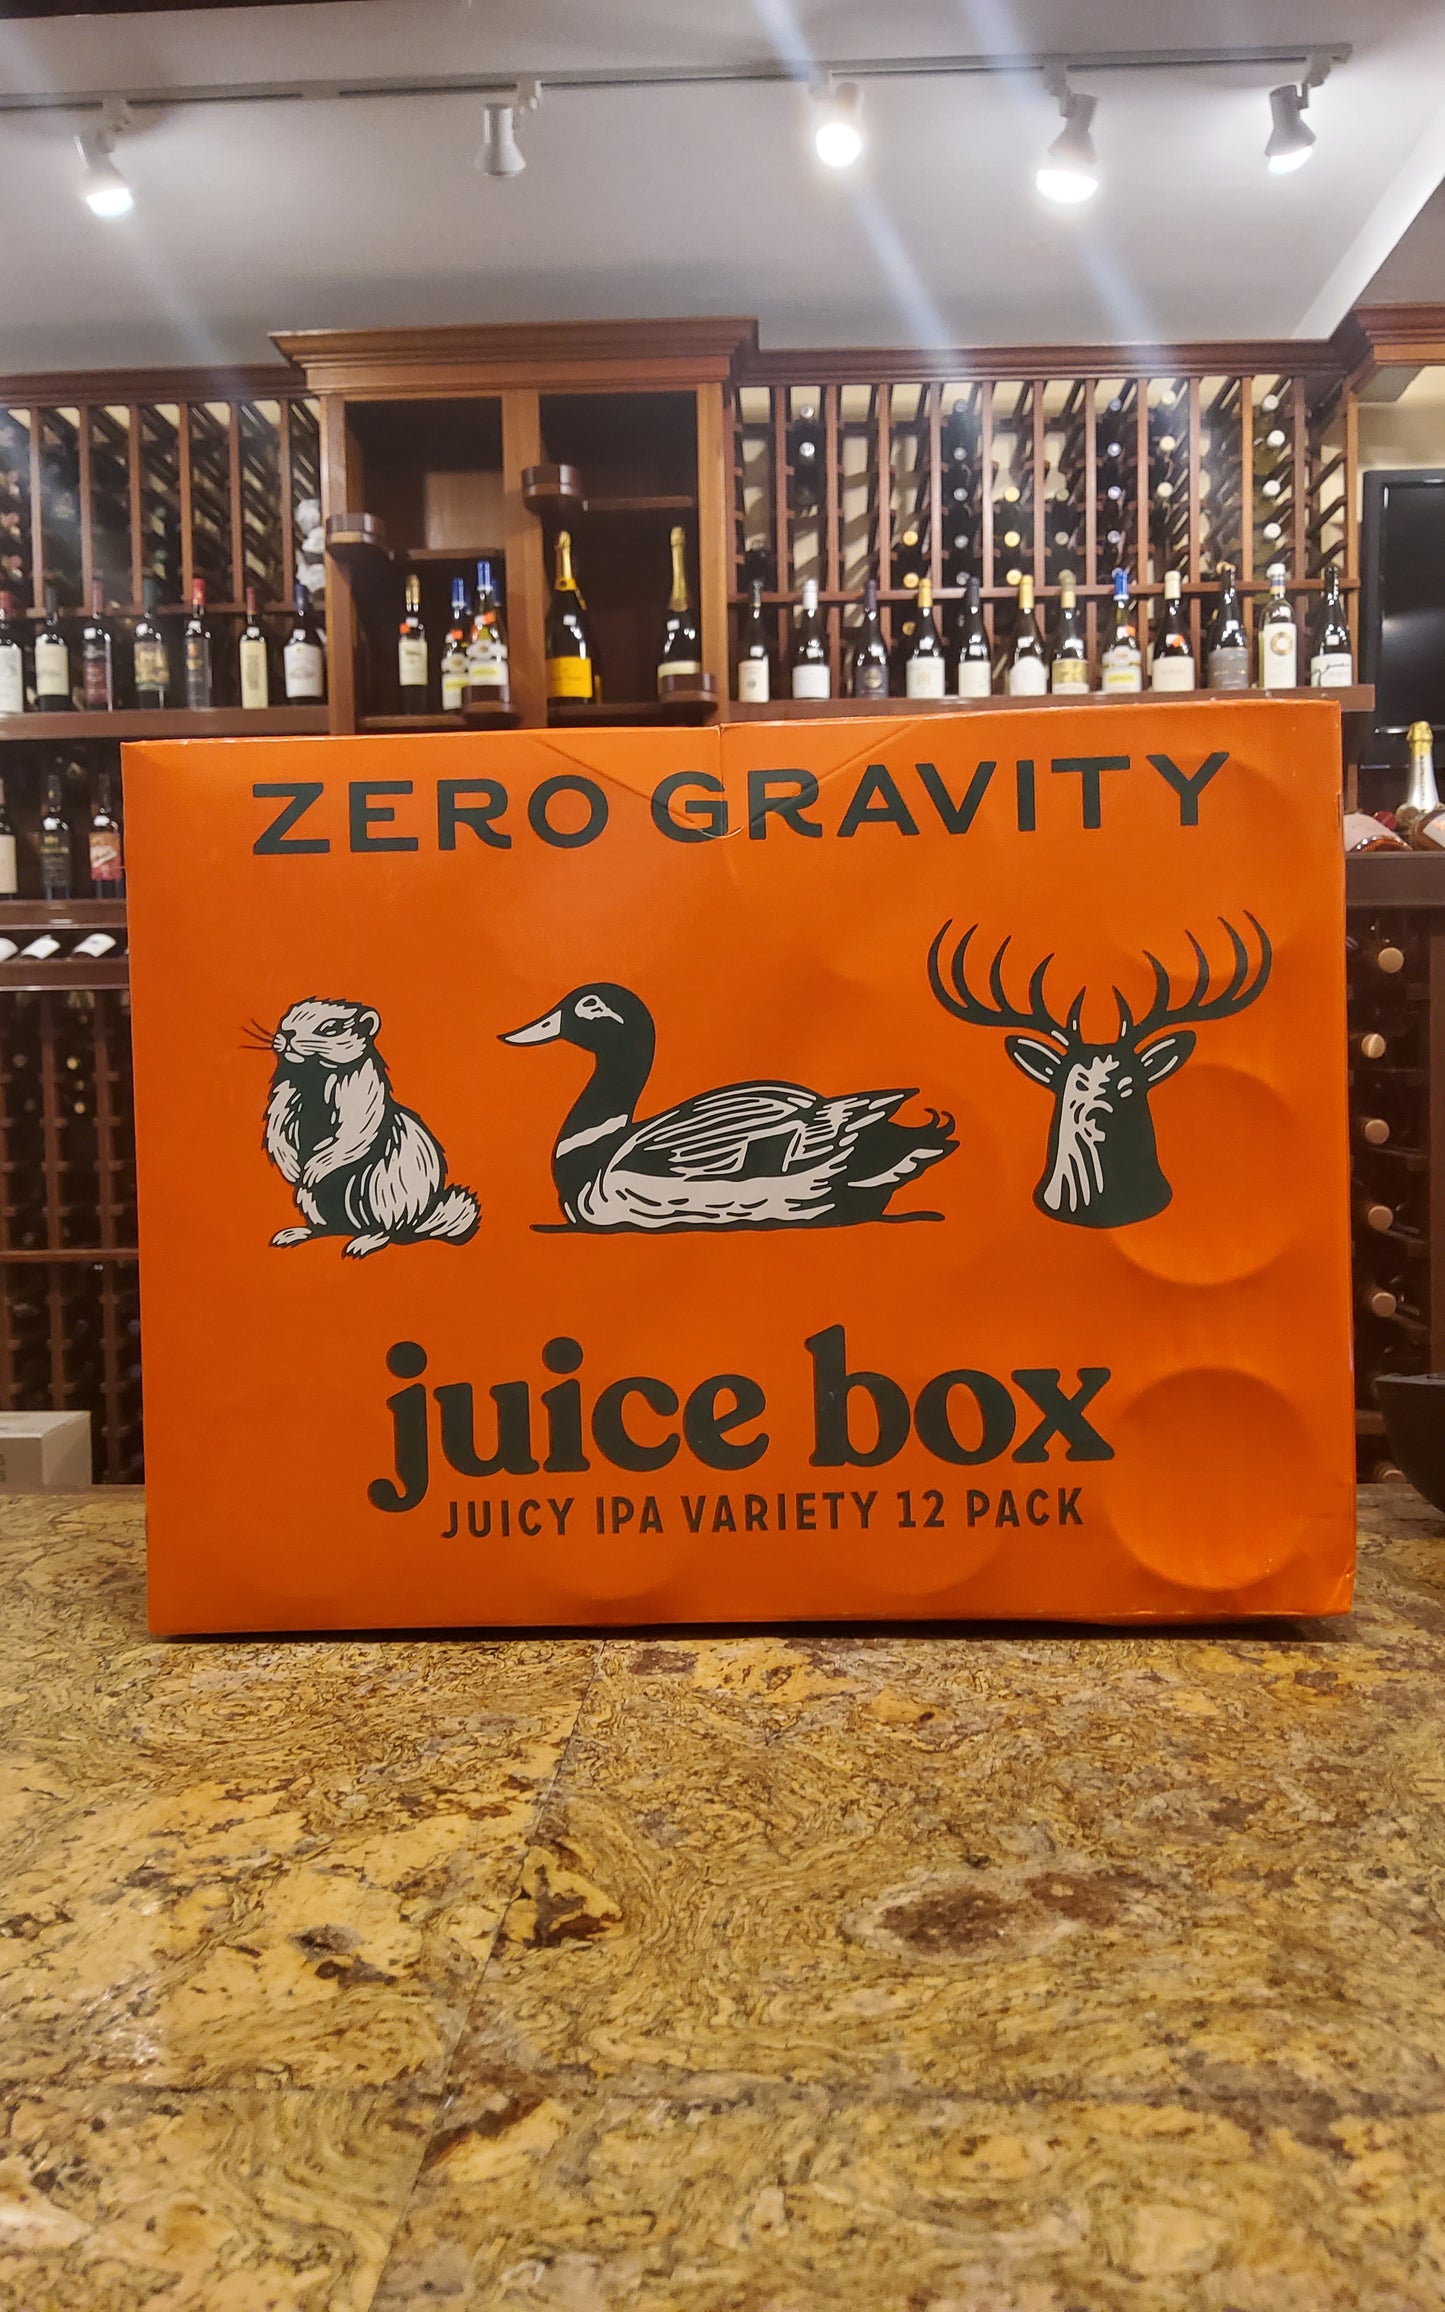 ZERO GRAVITY
juice box
JUICY IPA VARIETY 12 PACK